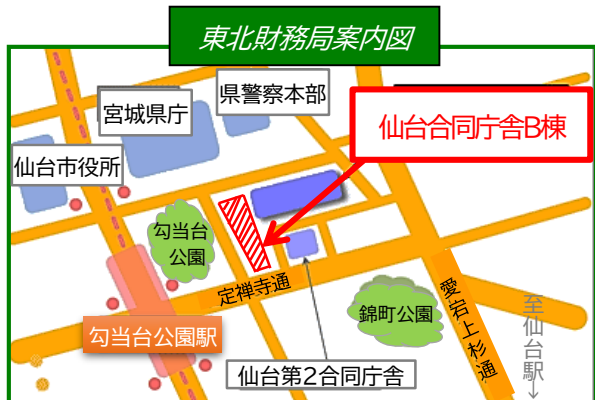 東北財務局案内図
県警察本部
宮城県庁
仙台合同庁舎B棟
仙台市役所
勾当台
公園
定禅寺通
愛宕上杉通
錦町公園
至仙台駅↓
勾当台公園駅
仙台第2合同庁舎